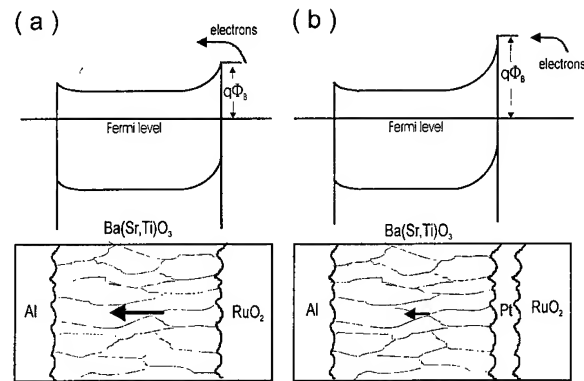 (a)
electrons
qΦB
Fermi level
Ba(Sr,Ti)O3
Al
RuO2
(b)
electrons
qΦB
Fermi level
Ba(Sr,Ti)O3
Al
Pt
RuO2